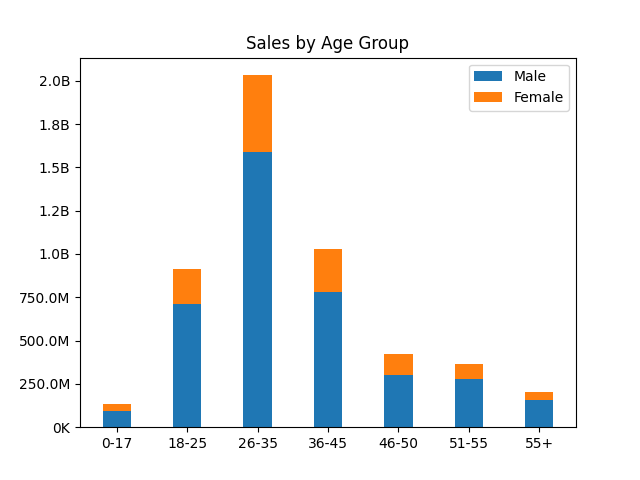 Sales by Age Group
Male
Female
2.0B
1.8B
1.5B
1.2B
1.0B
750.0M
500.0M
250.0M
0K
0-17 18-25 26-35 36-45 46-50 51-55 55+